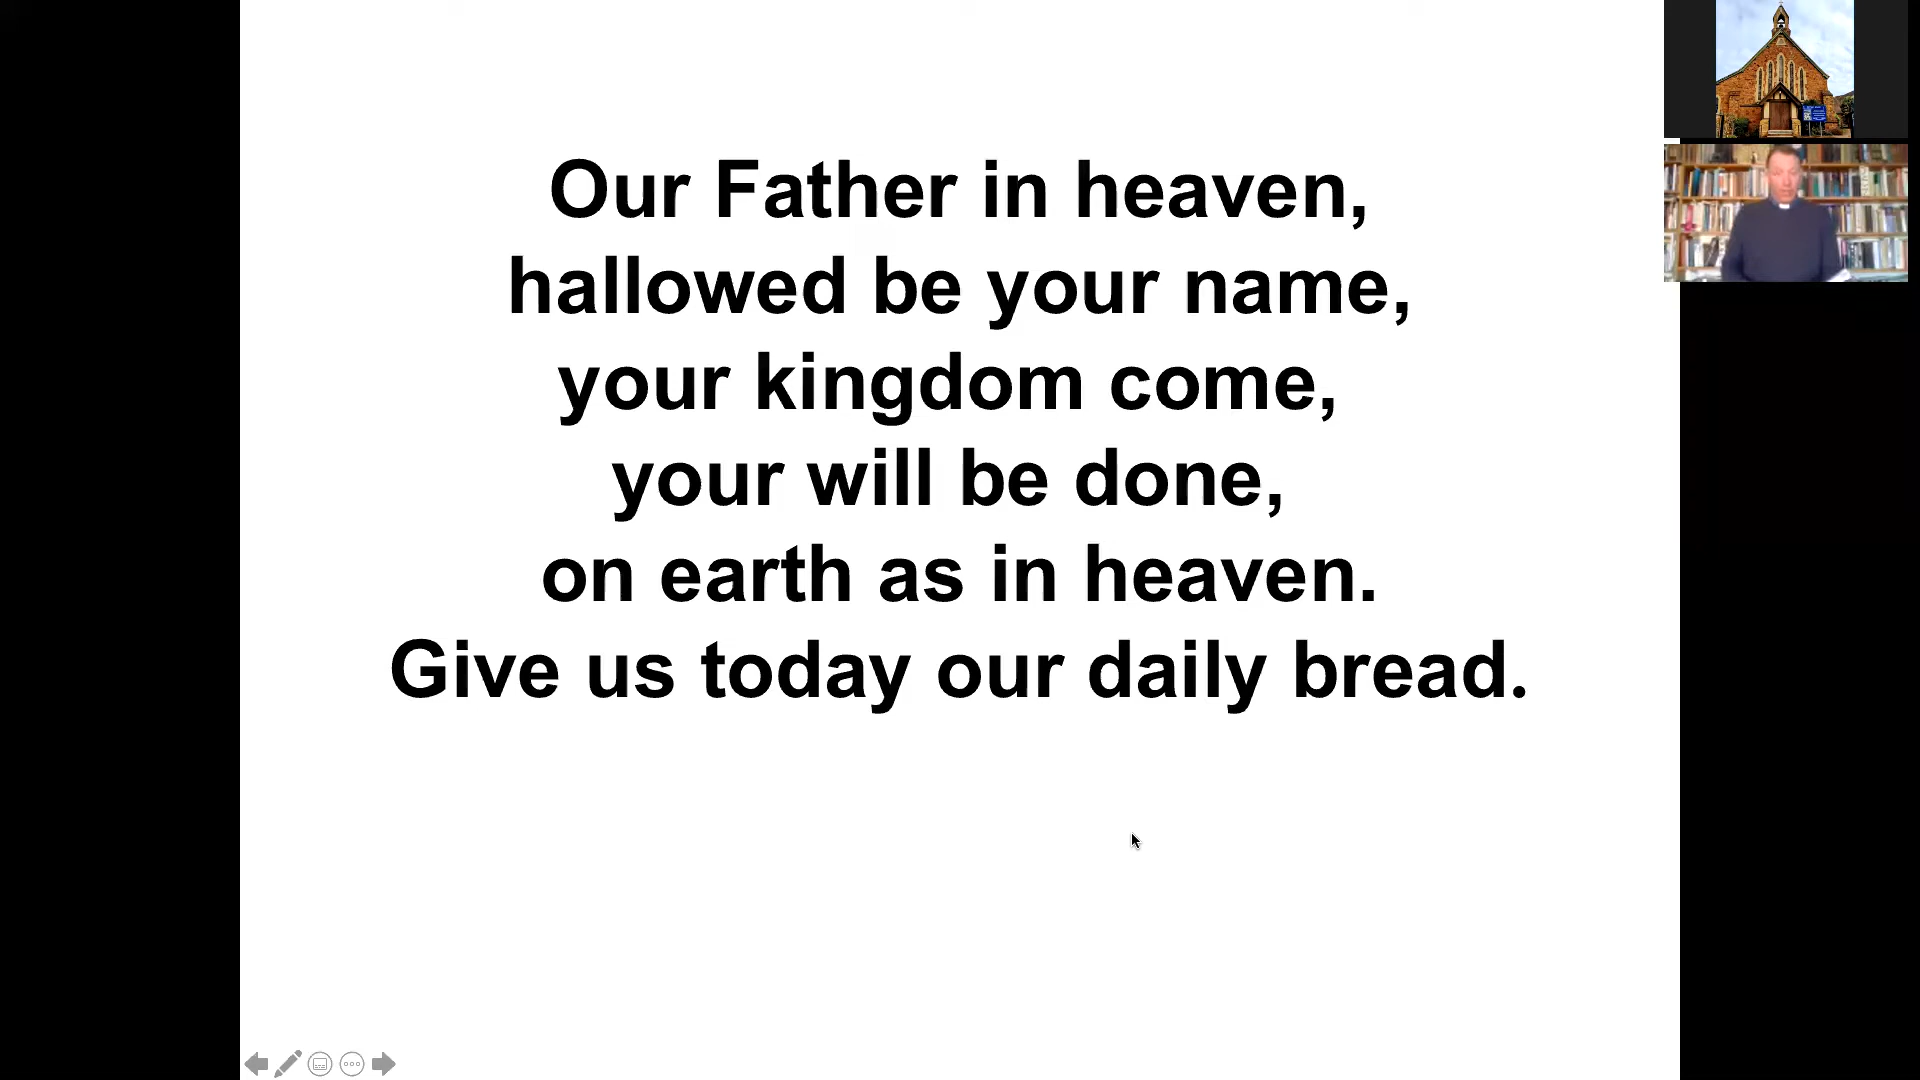 Our Father in heaven,
hallowed be your name,
your kingdom come,
your will be done,
on earth as in heaven.
Give us today our daily bread.